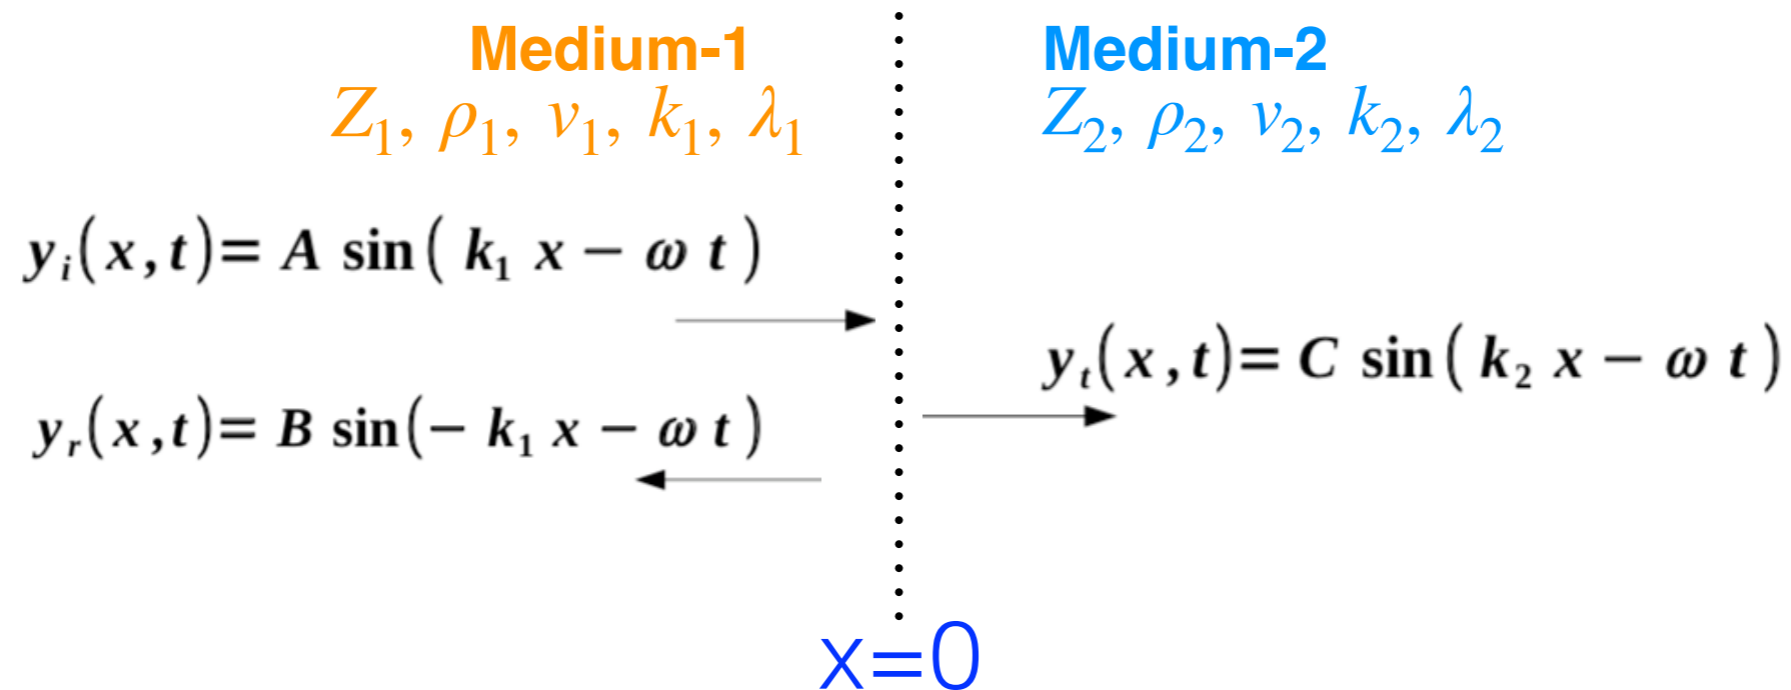 Medium-1
Z₁, ρ₁, v₁, k₁, λ₁
yᵢ(x,t)= A sin( k₁ x − ω t )
yᵣ(x,t)= B sin(− k₁ x − ω t )
Medium-2
Z₂, ρ₂, v₂, k₂, λ₂
yₜ(x,t)= C sin( k₂ x − ω t )
x=0